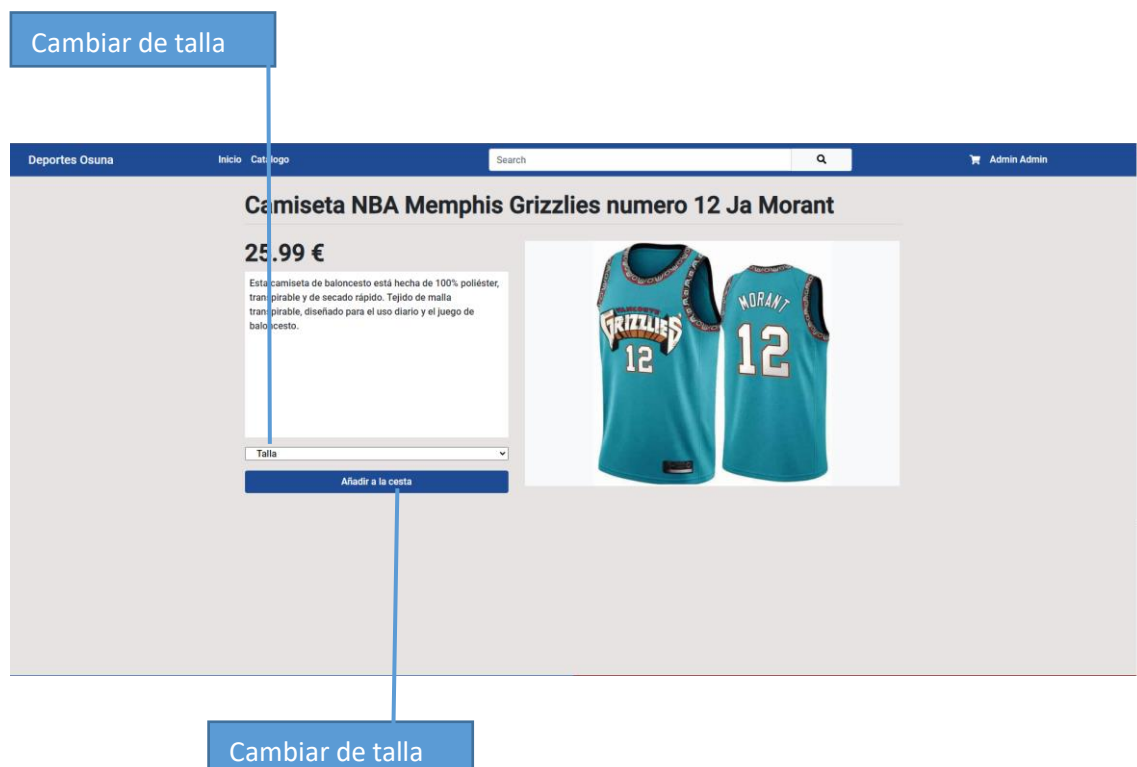 Cambiar de talla
Deportes Osuna Inicio Catalogo Search Admin Admin
Camiseta NBA Memphis Grizzlies numero 12 Ja Morant
25.99 €
Esta camiseta de baloncesto está hecha de 100% poliéster,
transpirable y de secado rápido. Tejido de malla
transpirable, diseñado para el uso diario y el juego de
baloncesto.
Talla
Añadir a la cesta
VANCOUVER
GRIZZLIES
12
MORANT
12
Cambiar de talla